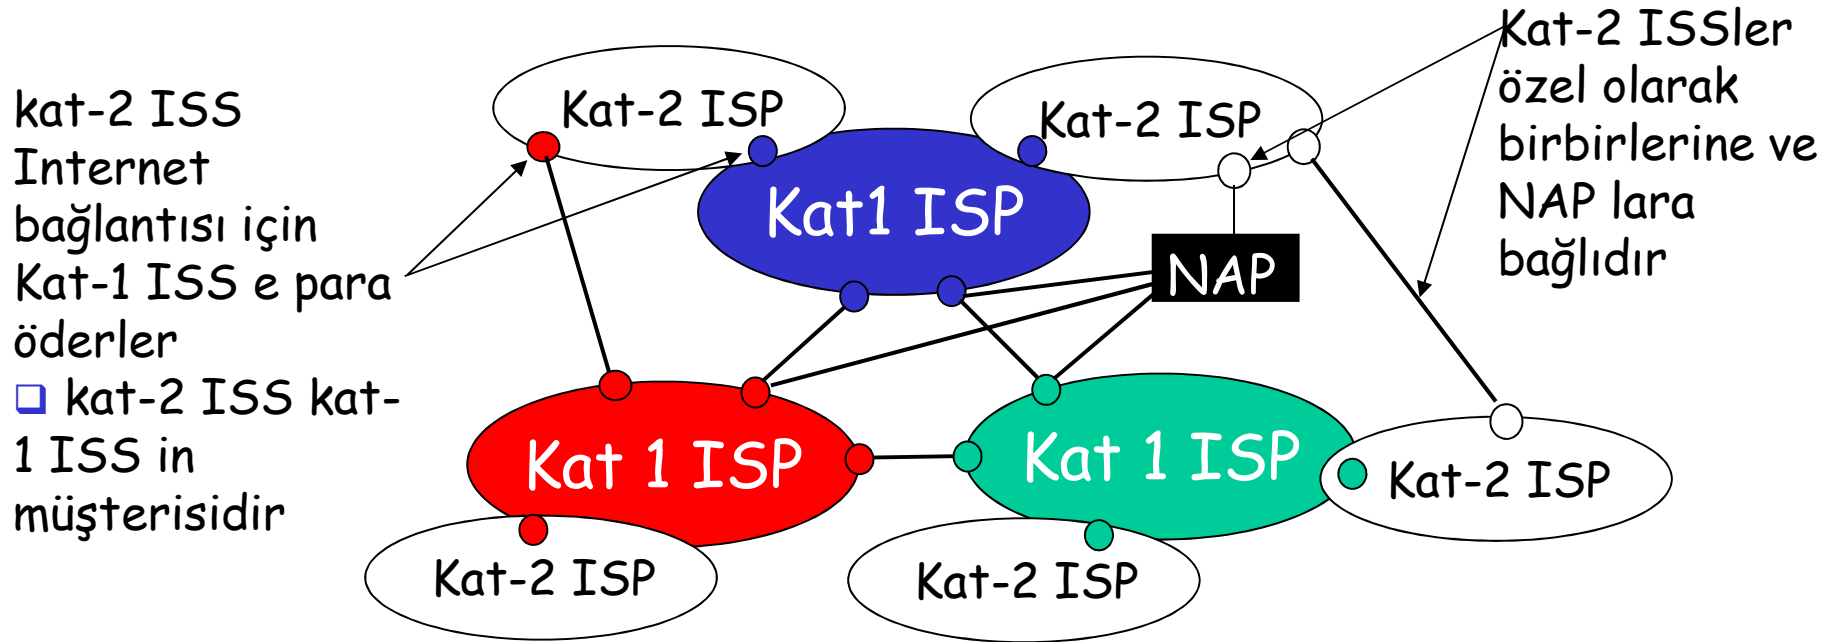 kat-2 ISS
Internet
bağlantısı için
Kat-1 ISS e para
öderler
kat-2 ISS kat-
1 ISS in
müşterisidir
Kat-2 ISP
Kat-2 ISP
Kat1 ISP
NAP
Kat-2 ISSler
özel olarak
birbirlerine ve
NAP lara
bağlıdır
Kat 1 ISP
Kat 1 ISP
Kat-2 ISP
Kat-2 ISP
Kat-2 ISP